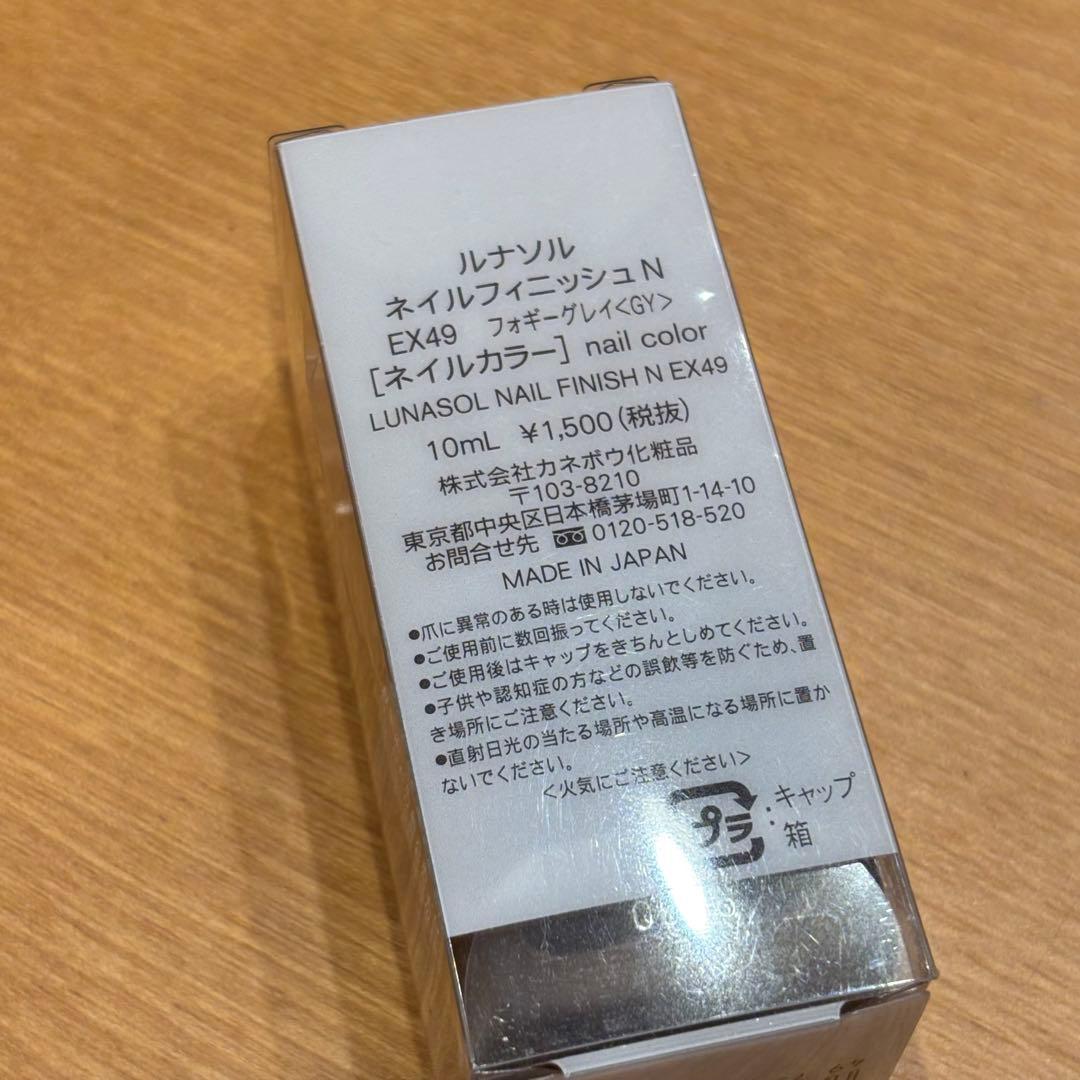 ルナソル
ネイルフィニッシュN
EX49 フォギーグレイ<GY>
[ネイルカラー] nail color
LUNASOL NAIL FINISH N EX49
10mL ¥1,500(税抜)
株式会社カネボウ化粧品
〒103-8210
東京都中央区日本橋茅場町1-14-10
お問合せ先 0120-518-520
MADE IN JAPAN
●爪に異常のある時は使用しないでください。
●ご使用前に数回振ってください。
●ご使用後はキャップをきちんとしめてください。
●子供や認知症の方などの誤飲等を防ぐため、置
き場所にご注意ください。
●直射日光の当たる場所や高温になる場所に置か
ないでください。
<火気にご注意ください>
プラ:キャップ
箱